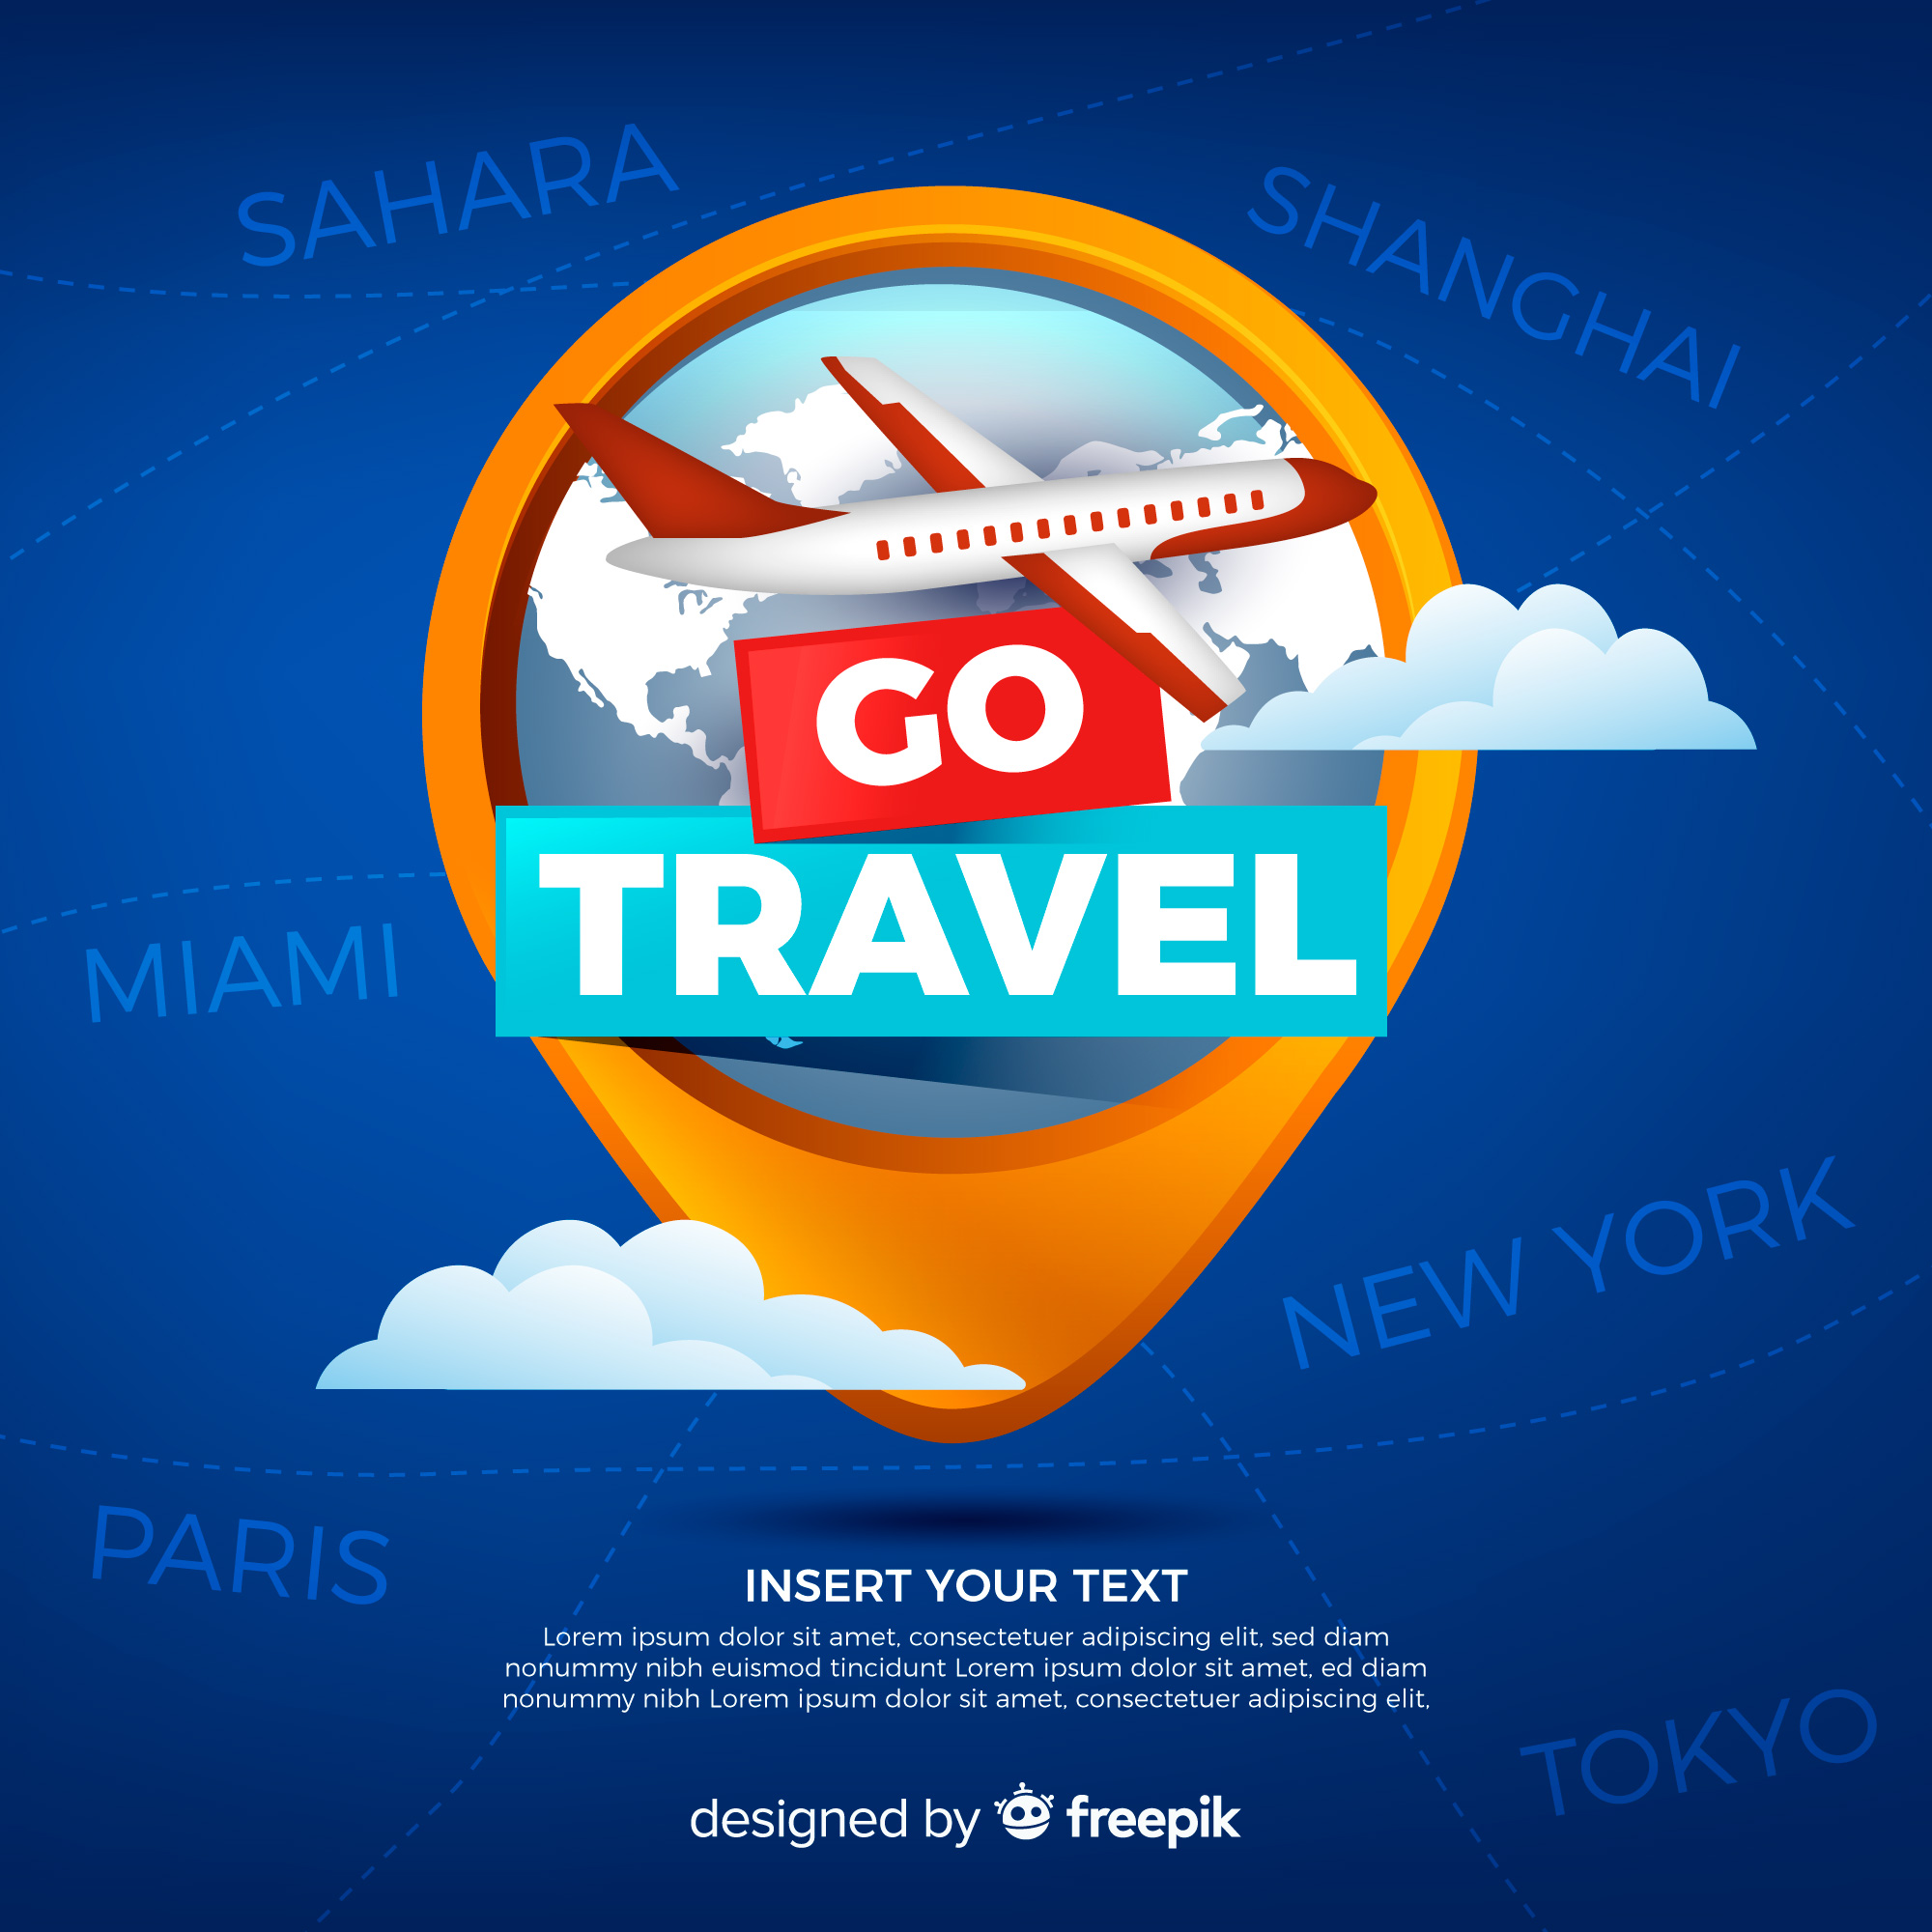 SAHARA
SHANGHAI
GO
TRAVEL
MIAMI
NEW YORK
PARIS
INSERT YOUR TEXT
Lorem ipsum dolor sit amet, consectetuer adipiscing elit, sed diam
nonummy nibh euismod tincidunt Lorem ipsum dolor sit amet, ed diam
nonummy nibh Lorem ipsum dolor sit amet, consectetuer adipiscing elit,
TOKYO
designed by freepik